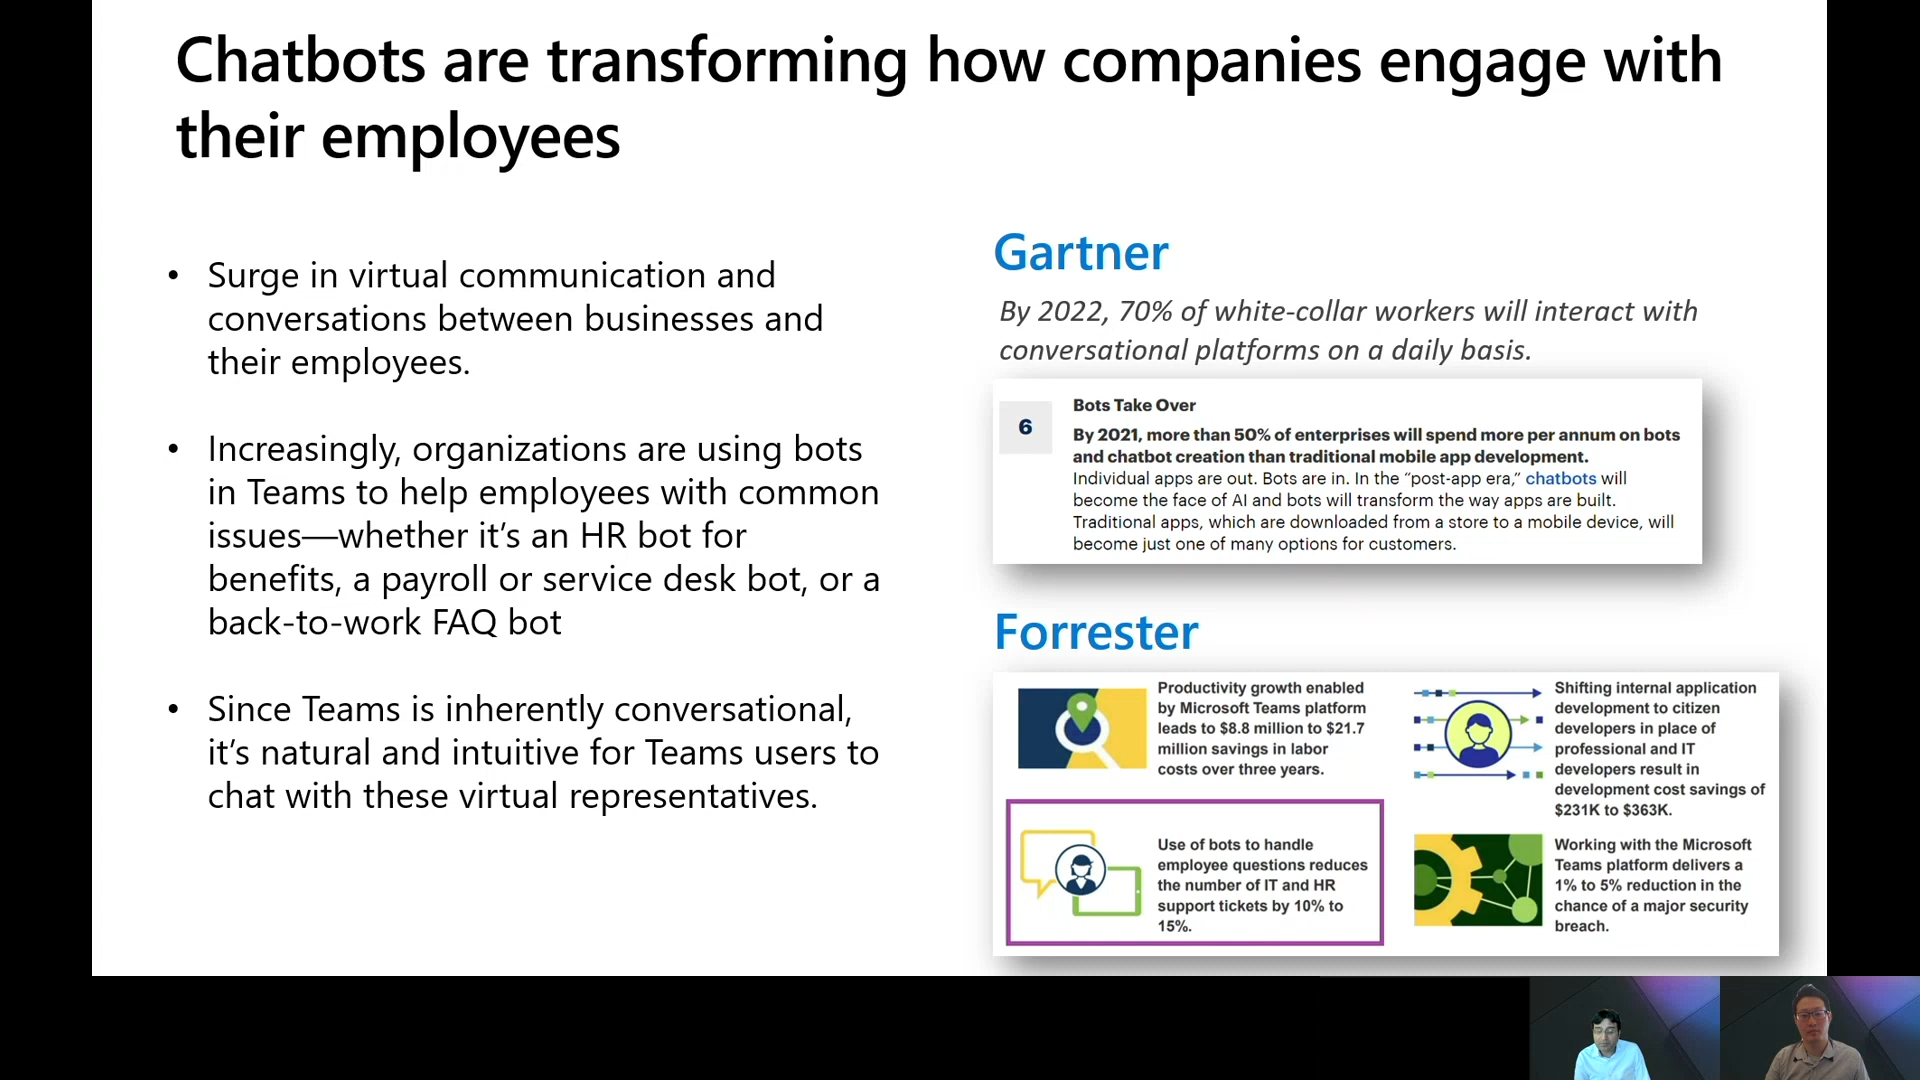 Chatbots are transforming how companies engage with
their employees
• Surge in virtual communication and
conversations between businesses and
their employees.
• Increasingly, organizations are using bots
in Teams to help employees with common
issues—whether it’s an HR bot for
benefits, a payroll or service desk bot, or a
back-to-work FAQ bot
• Since Teams is inherently conversational,
it’s natural and intuitive for Teams users to
chat with these virtual representatives.
Gartner
By 2022, 70% of white-collar workers will interact with
conversational platforms on a daily basis.
6
Bots Take Over
By 2021, more than 50% of enterprises will spend more per annum on bots
and chatbot creation than traditional mobile app development.
Individual apps are out. Bots are in. In the “post-app era,” chatbots will
become the face of AI and bots will transform the way apps are built.
Traditional apps, which are downloaded from a store to a mobile device, will
become just one of many options for customers.
Forrester
Productivity growth enabled
by Microsoft Teams platform
leads to $8.8 million to $21.7
million savings in labor
costs over three years.
Shifting internal application
development to citizen
developers in place of
professional and IT
developers result in
development cost savings of
$231K to $363K.
Use of bots to handle
employee questions reduces
the number of IT and HR
support tickets by 10% to
15%.
Working with the Microsoft
Teams platform delivers a
1% to 5% reduction in the
chance of a major security
breach.